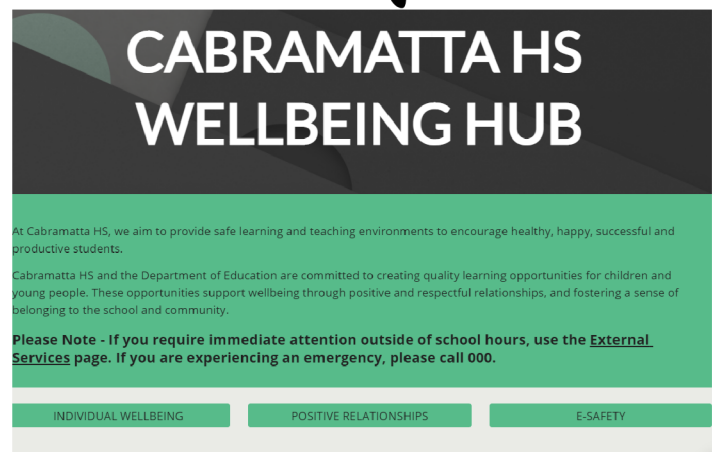 CABRAMATTA HS
WELLBEING HUB
At Cabramatta HS, we aim to provide safe learning and teaching environments to encourage healthy, happy, successful and
productive students.
Cabramatta HS and the Department of Education are committed to creating quality learning opportunities for children and
young people. These opportunities support wellbeing through positive and respectful relationships, and fostering a sense of
belonging to the school and community.
Please Note - If you require immediate attention outside of school hours, use the External
Services page. If you are experiencing an emergency, please call 000.
INDIVIDUAL WELLBEING
POSITIVE RELATIONSHIPS
E-SAFETY